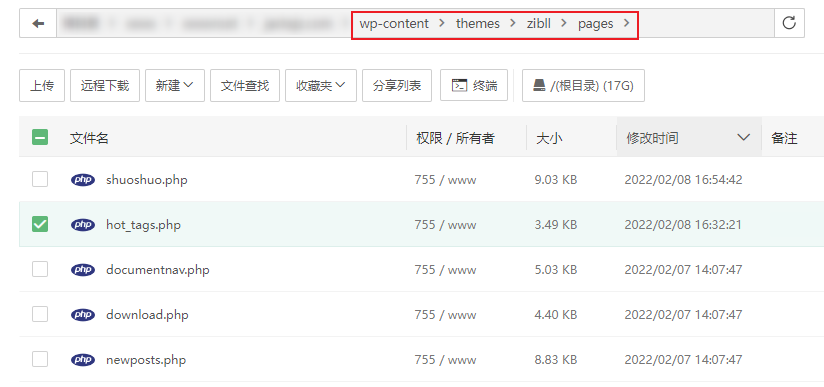 wp-content > themes > zibll > pages >
上传 远程下载 新建 文件查找 收藏夹 分享列表 终端 /(根目录) (17G)
文件名 权限 / 所有者 大小 修改时间 备注
php shuoshuo.php 755 / www 9.03 KB 2022/02/08 16:54:42
php hot_tags.php 755 / www 3.49 KB 2022/02/08 16:32:21
php documentnav.php 755 / www 5.03 KB 2022/02/07 14:07:47
php download.php 755 / www 4.40 KB 2022/02/07 14:07:47
php newposts.php 755 / www 8.83 KB 2022/02/07 14:07:47